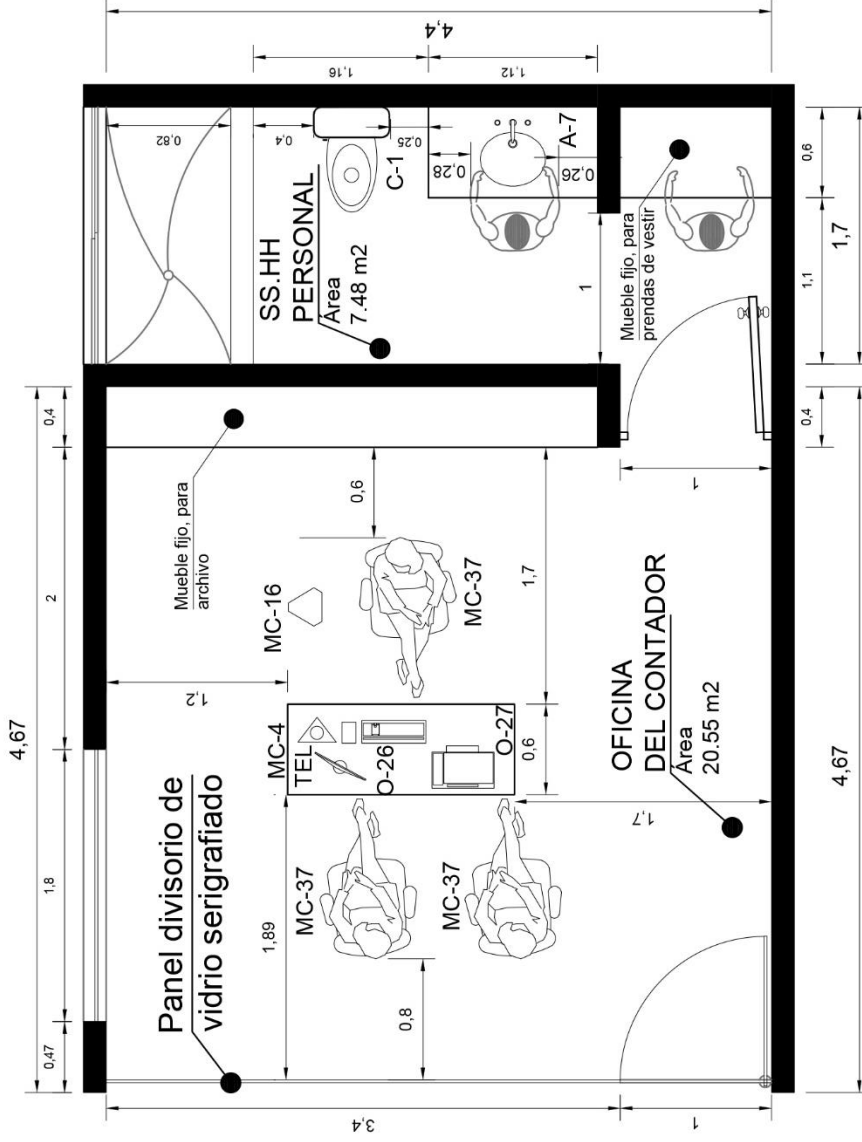 4,67
0,47
1,8
2
0,4
4,4
1,16
1,12
0,82
0,4
0,25
0,28
0,26
Panel divisorio de
vidrio serigrafiado
Mueble fijo, para
archivo
SS.HH
PERSONAL
Área
7.48 m2
C-1
A-7
1,2
0,6
MC-16
MC-37
MC-4
TEL
O-26
O-27
1,89
MC-37
MC-37
0,8
0,6
1,7
1,7
OFICINA
DEL CONTADOR
Área
20.55 m2
1
Mueble fijo, para
prendas de vestir
1
3,4
1
4,67
0,4
1,1
0,6
1,7